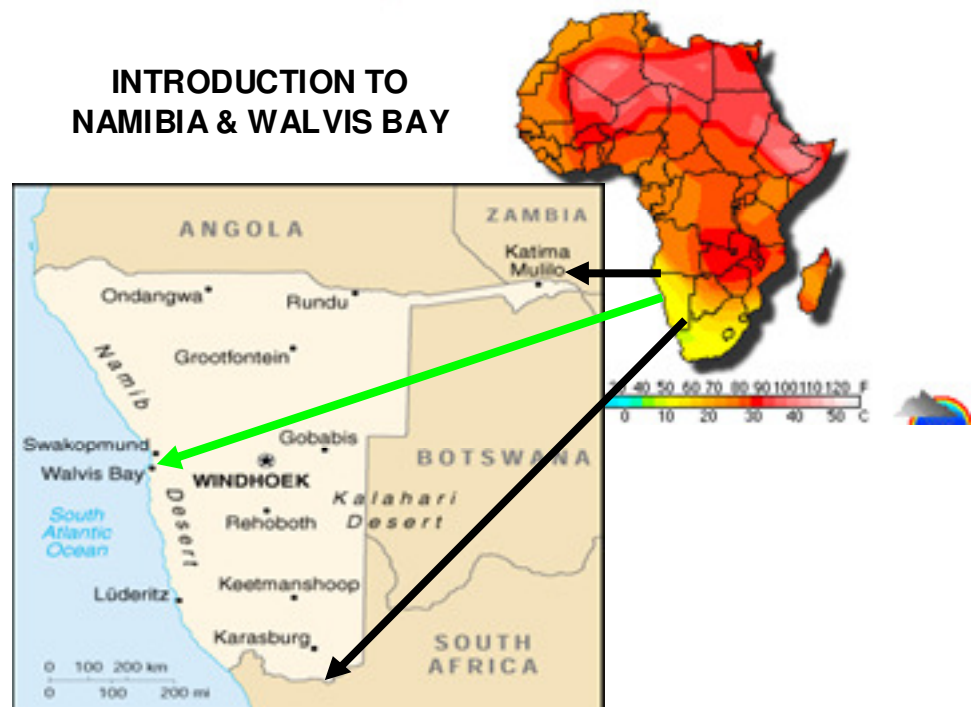 INTRODUCTION TO
NAMIBIA & WALVIS BAY
ANGOLA
ZAMBIA
Katima
Mulilo
Ondangwa
Rundu
Grootfontein
Namib
Desert
Swakopmund
Walvis Bay
Gobabis
WINDHOEK
BOTSWANA
Kalahari
Desert
South
Atlantic
Ocean
Rehoboth
Lüderitz
Keetmanshoop
Karasburg
SOUTH
AFRICA
0 100 200 km
0 100 200 mi
40 50 60 70 80 90 100 110 120 F
0 10 20 30 40 50 C